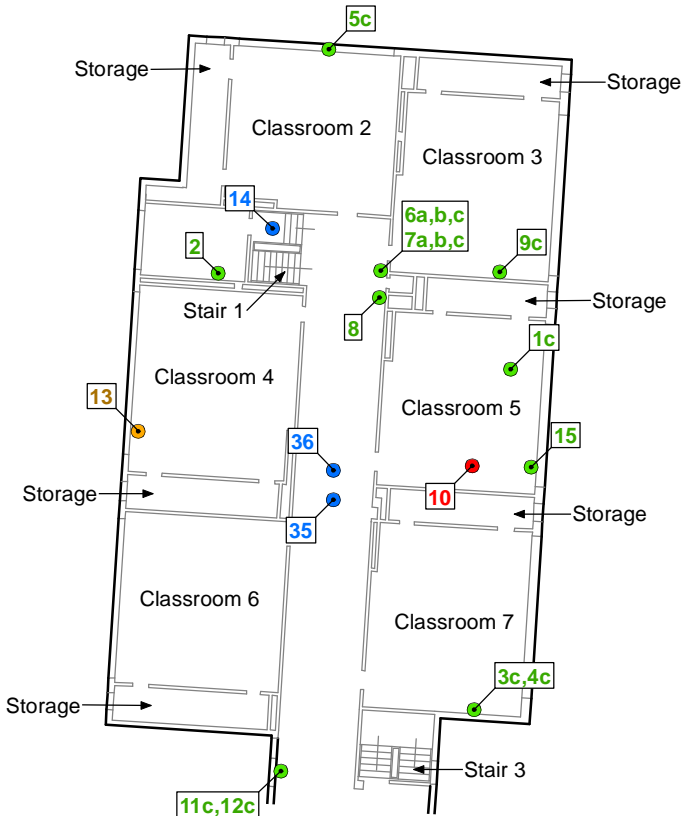 5c
Storage
Storage
Classroom 2
Classroom 3
14
6a,b,c
7a,b,c
2
9c
Stair 1
Storage
8
1c
Classroom 4
13
Classroom 5
36
15
10
Storage
35
Storage
Classroom 6
Classroom 7
3c,4c
Storage
Stair 3
11c,12c